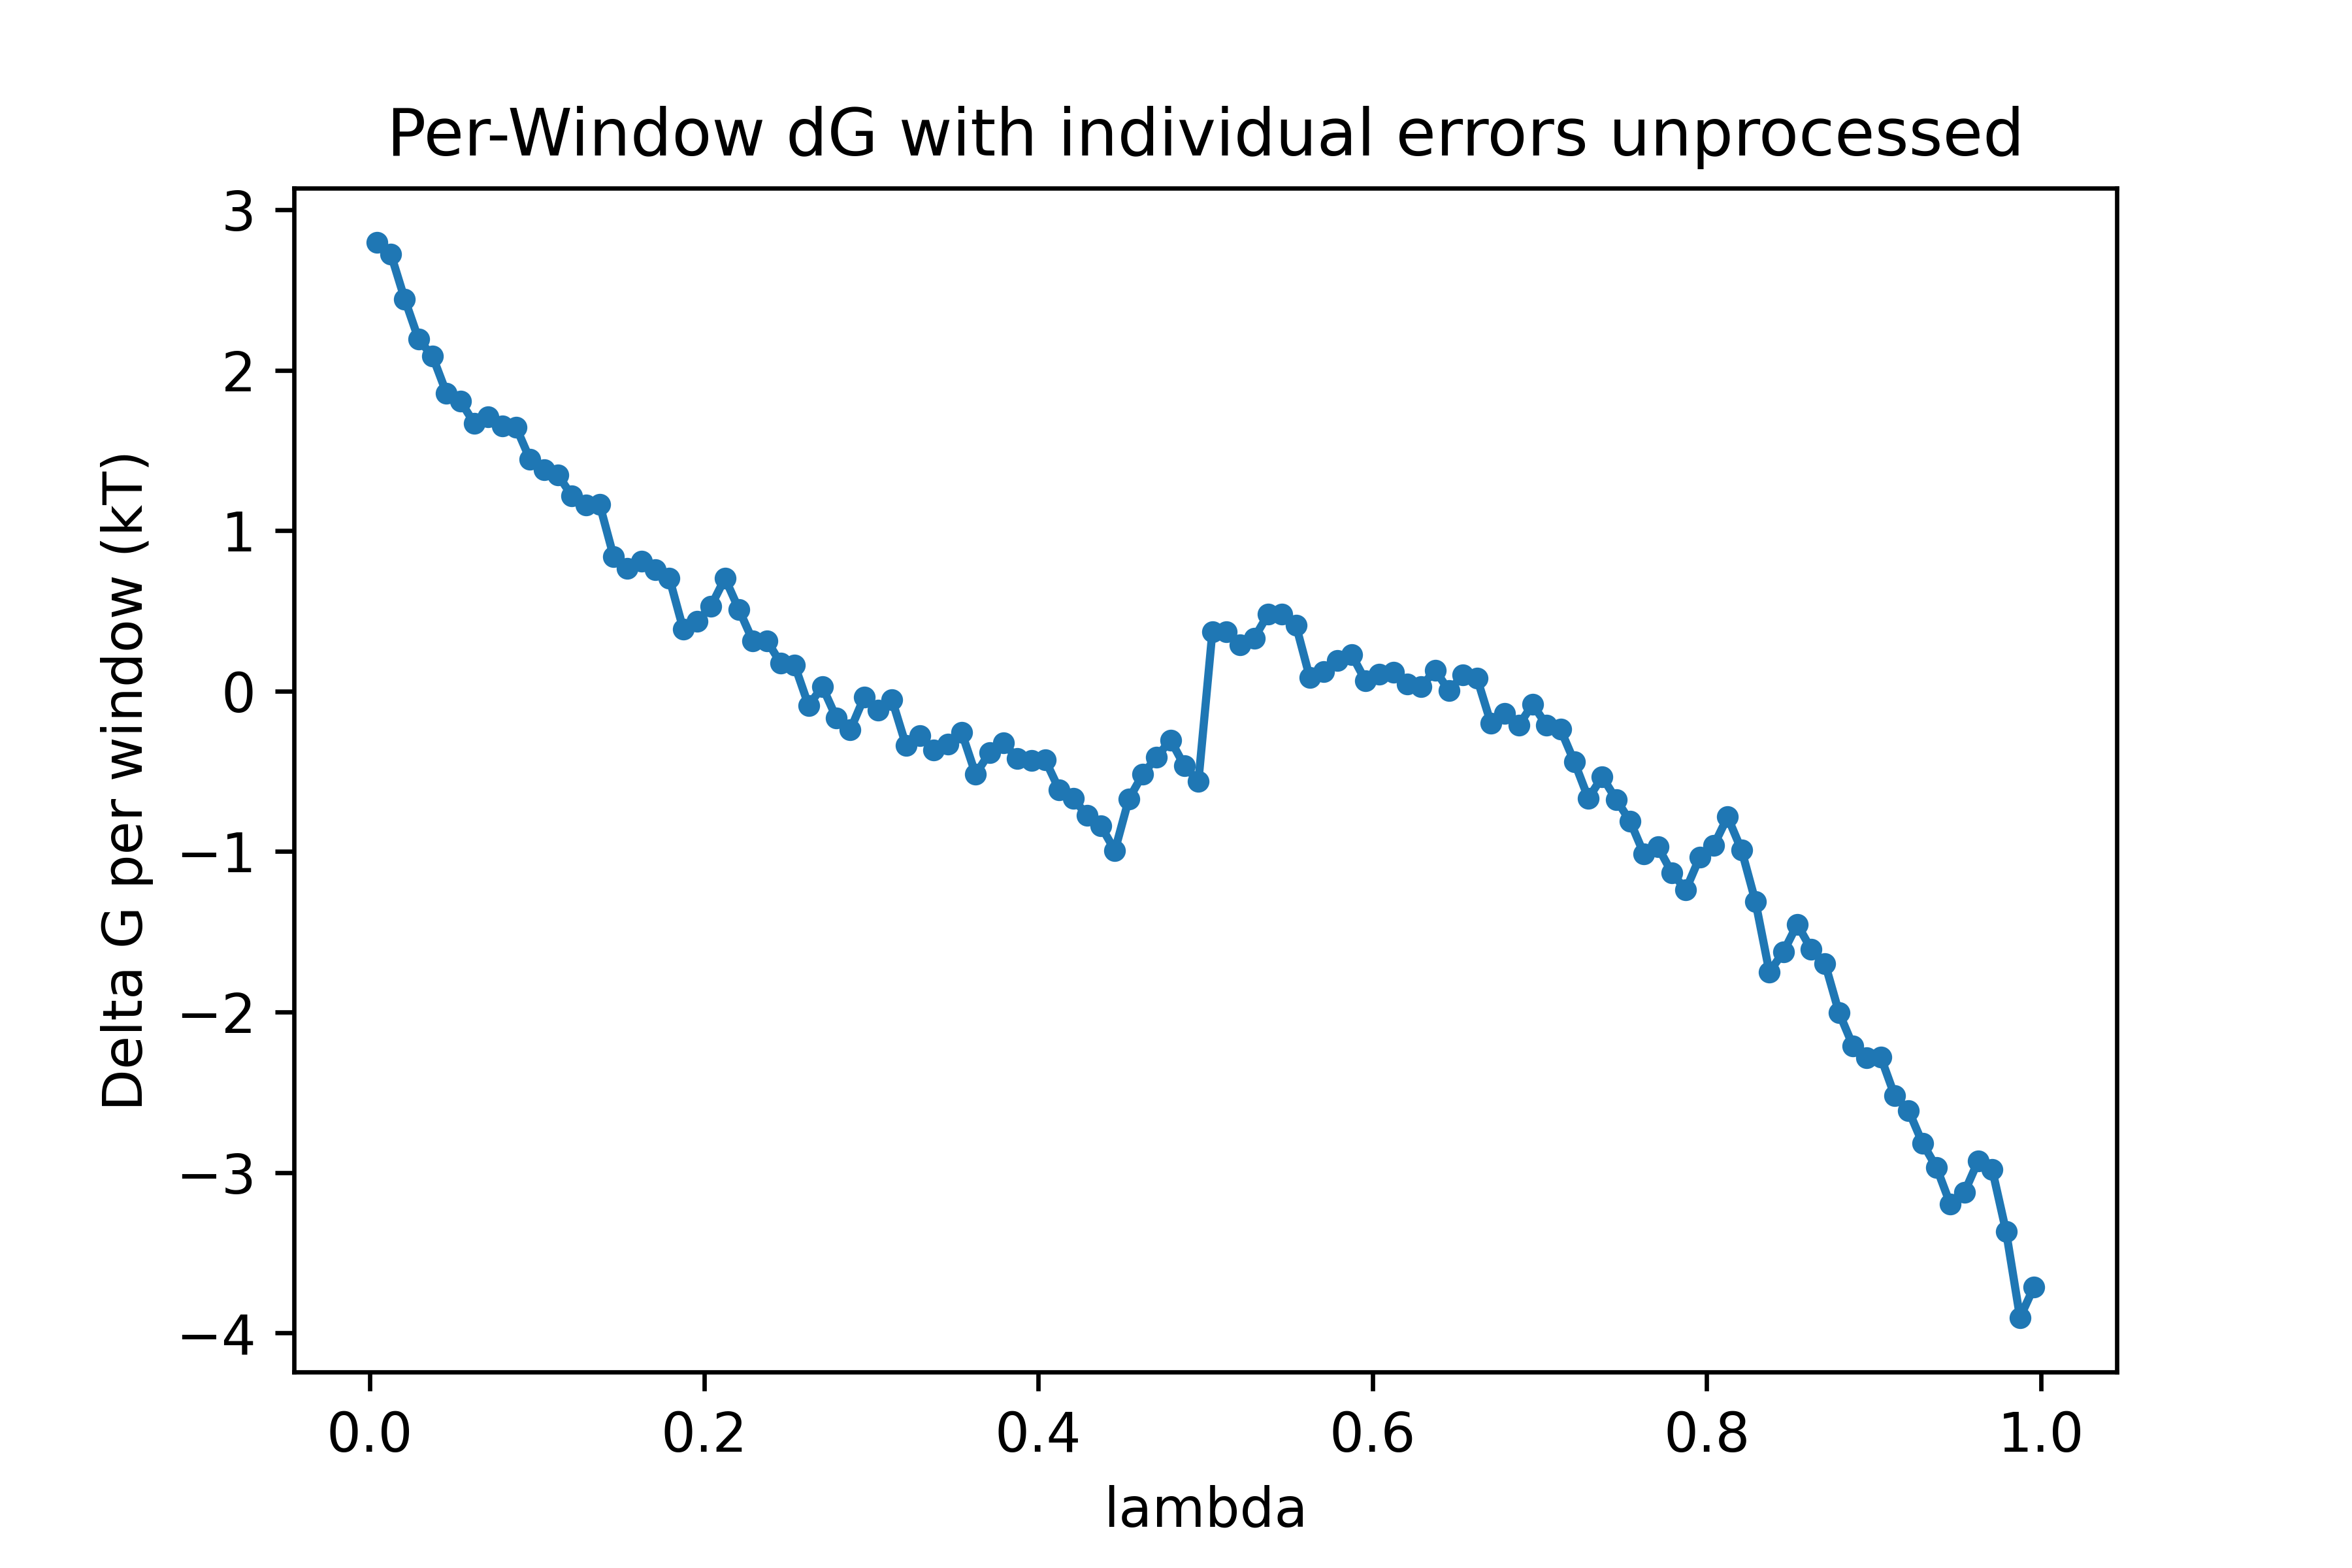 Per-Window dG with individual errors unprocessed
Delta G per window (kT)
3
2
1
0
−1
−2
−3
−4
0.0 0.2 0.4 0.6 0.8 1.0
lambda